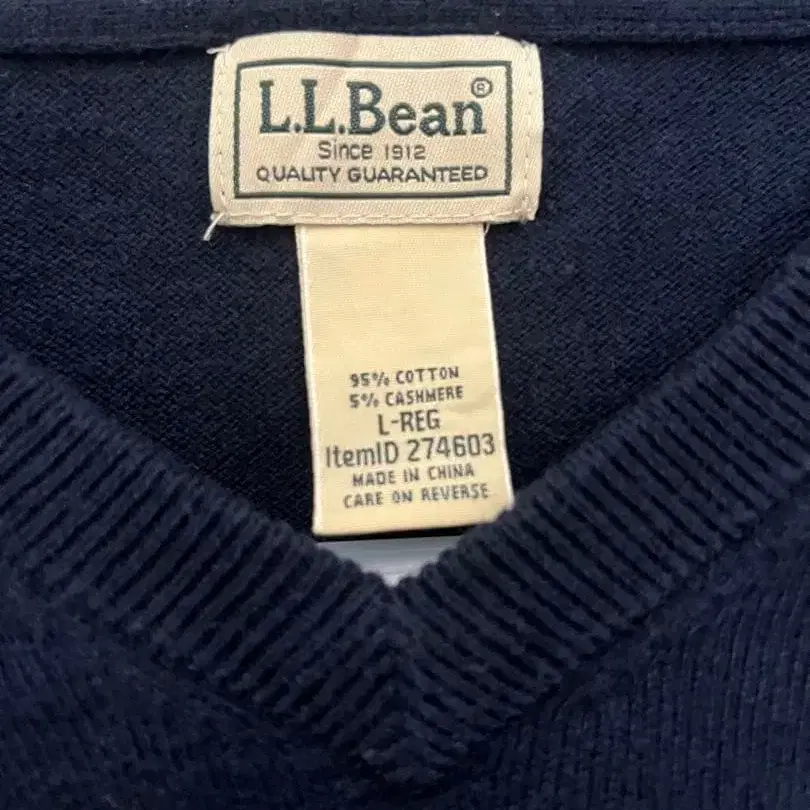 L.L.Bean®
Since 1912
QUALITY GUARANTEED
95% COTTON
5% CASHMERE
L-REG
ItemID 274603
MADE IN CHINA
CARE ON REVERSE